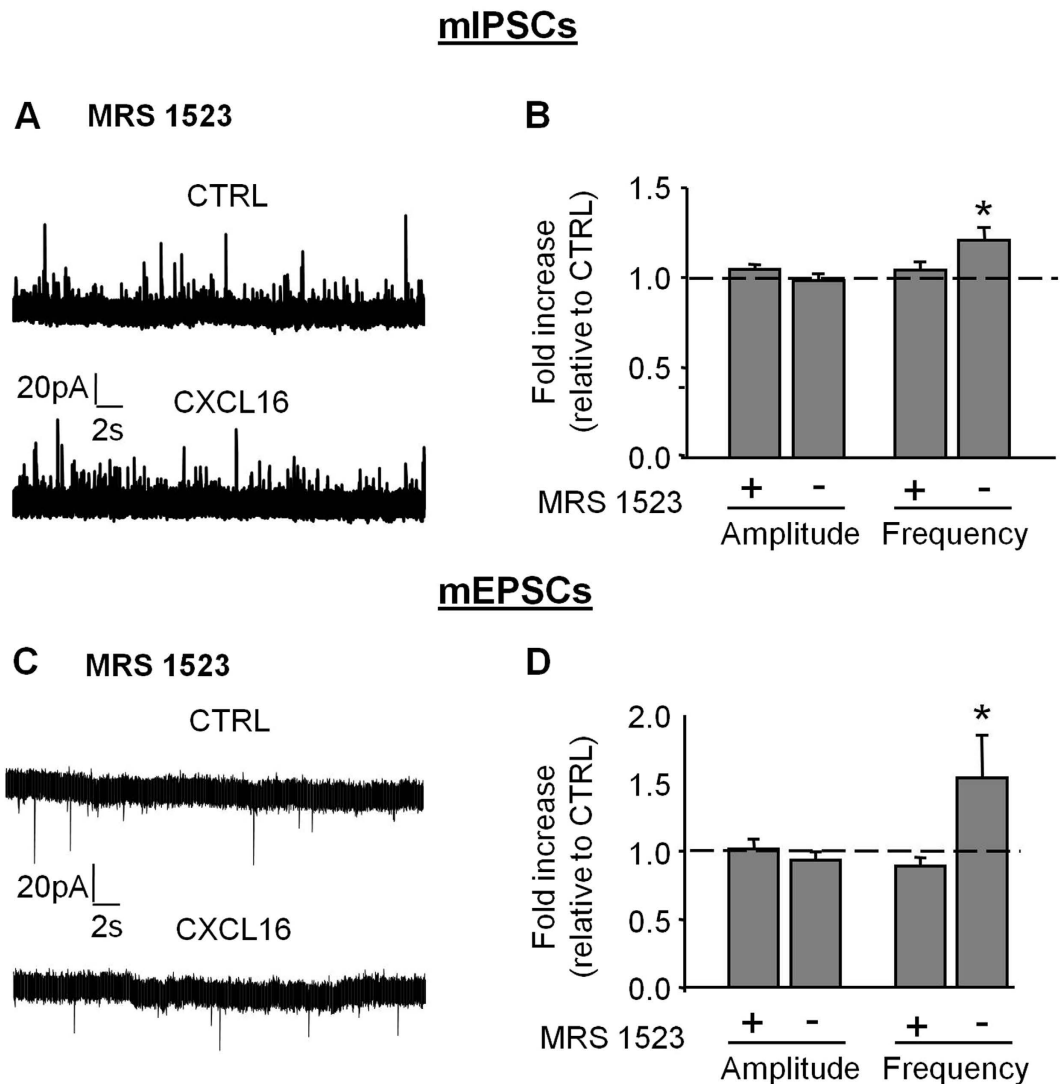 mIPSCs
A MRS 1523
CTRL
20pA
2s
CXCL16
B
Fold increase
(relative to CTRL)
1.5
*
1.0
0.5
0.0
MRS 1523 + - + -
Amplitude Frequency
mEPSCs
C MRS 1523
CTRL
20pA
2s
CXCL16
D
Fold increase
(relative to CTRL)
2.0
*
1.5
1.0
0.5
0.0
MRS 1523 + - + -
Amplitude Frequency